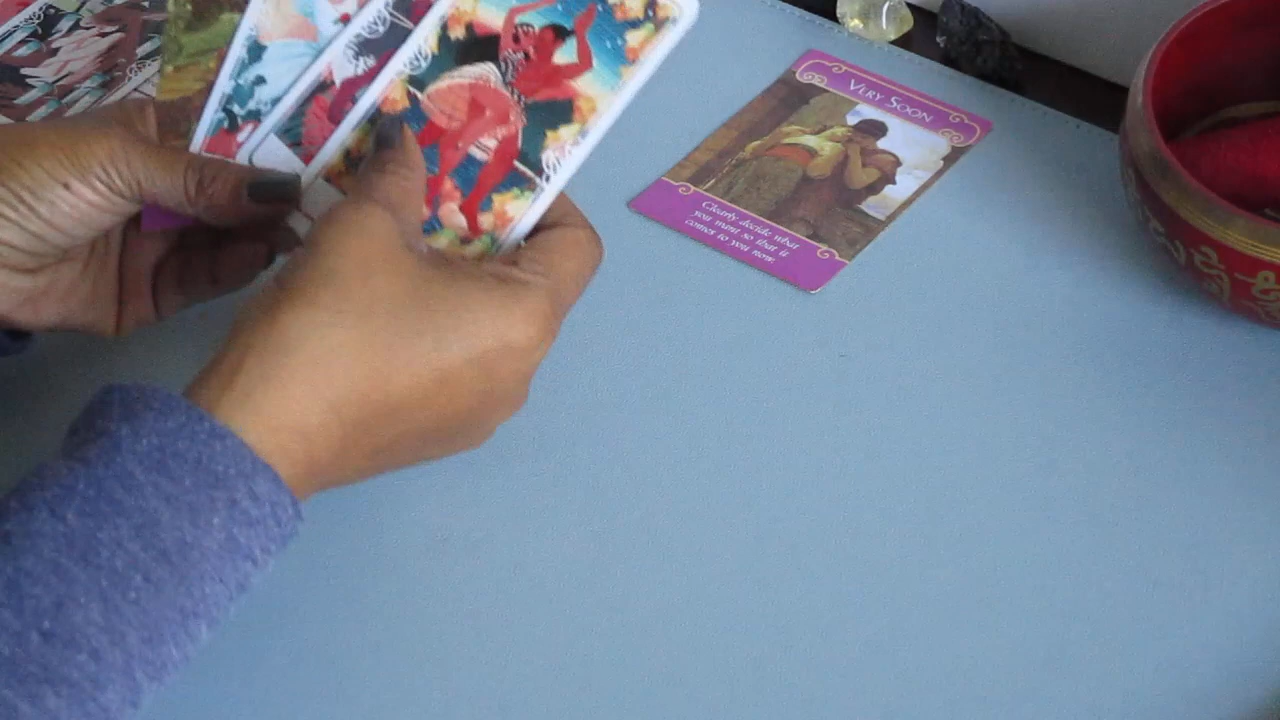 VERY SOON
Clearly decide what
you want so that it
comes to you now.